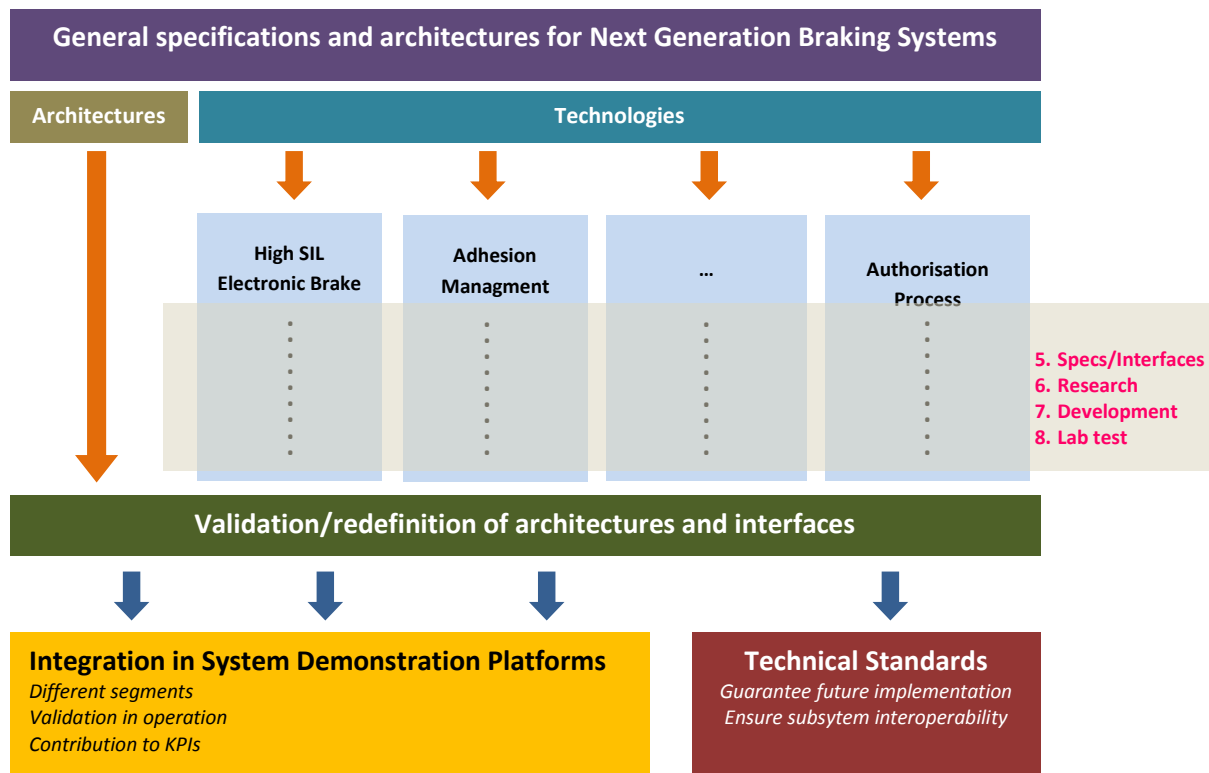 General specifications and architectures for Next Generation Braking Systems
Architectures
Technologies
High SIL
Electronic Brake
Adhesion
Managment
...
Authorisation
Process
5. Specs/Interfaces
6. Research
7. Development
8. Lab test
Validation/redefinition of architectures and interfaces
Integration in System Demonstration Platforms
Different segments
Validation in operation
Contribution to KPIs
Technical Standards
Guarantee future implementation
Ensure subsytem interoperability